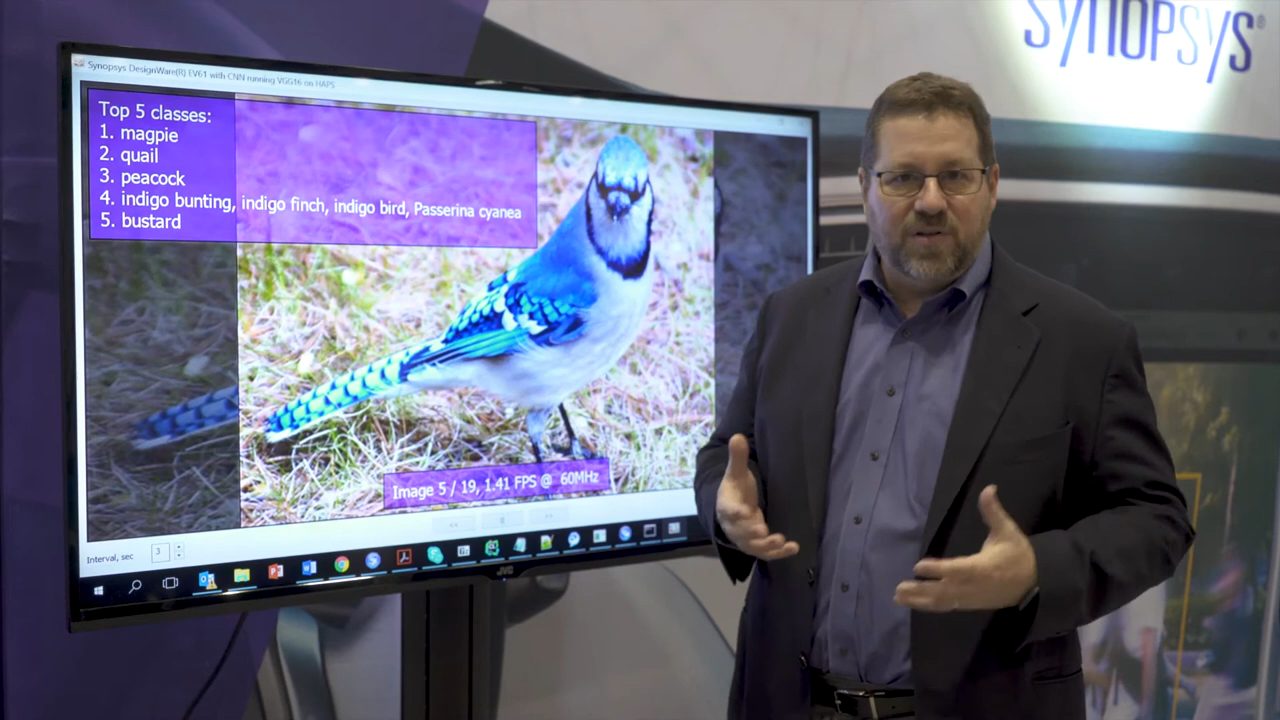 SYNOPSYS®
Synopsys DesignWare(R) EV61 with CNN running VGG16 on HAPS
Top 5 classes:
1. magpie
2. quail
3. peacock
4. indigo bunting, indigo finch, indigo bird, Passerina cyanea
5. bustard
Image 5 / 19, 1.41 FPS @ 60MHz
Interval, sec
3
JVC